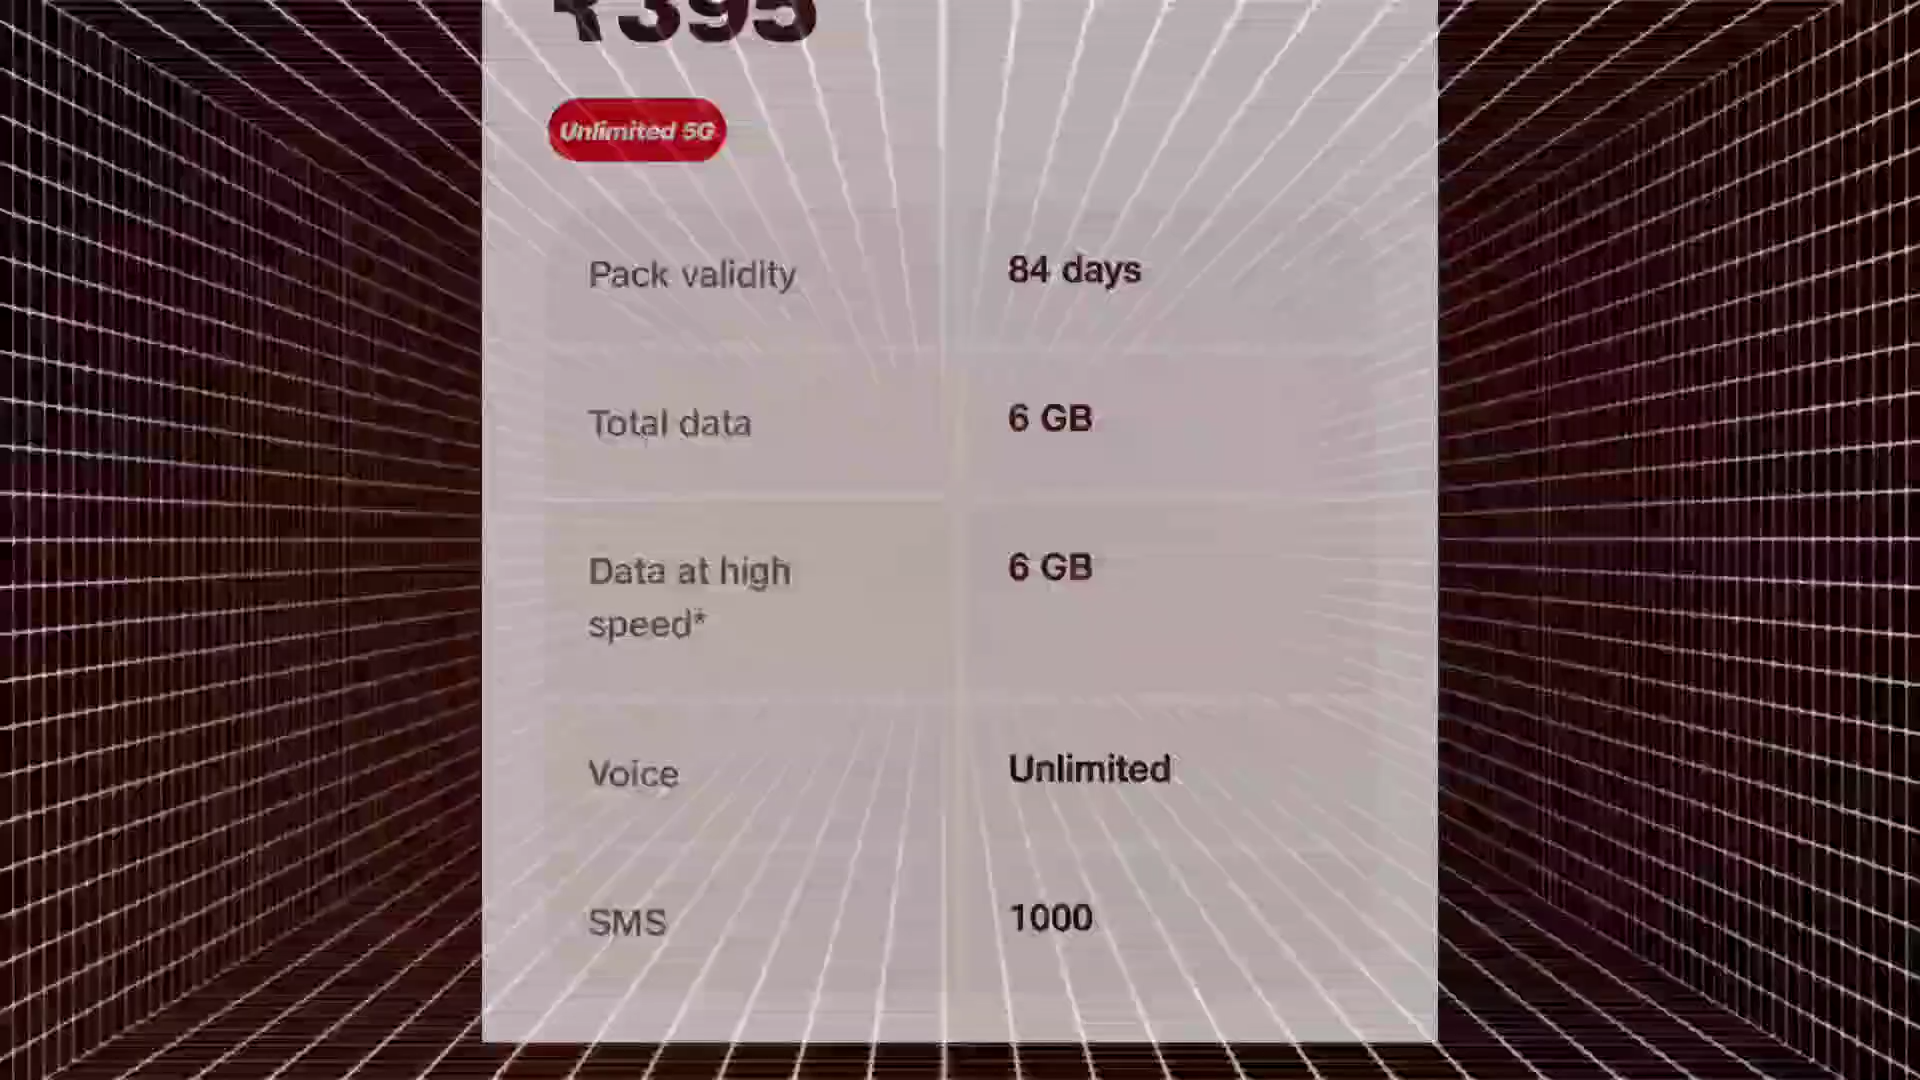 ₹395
Unlimited 5G
Pack validity 84 days
Total data 6 GB
Data at high 6 GB
speed*
Voice Unlimited
SMS 1000